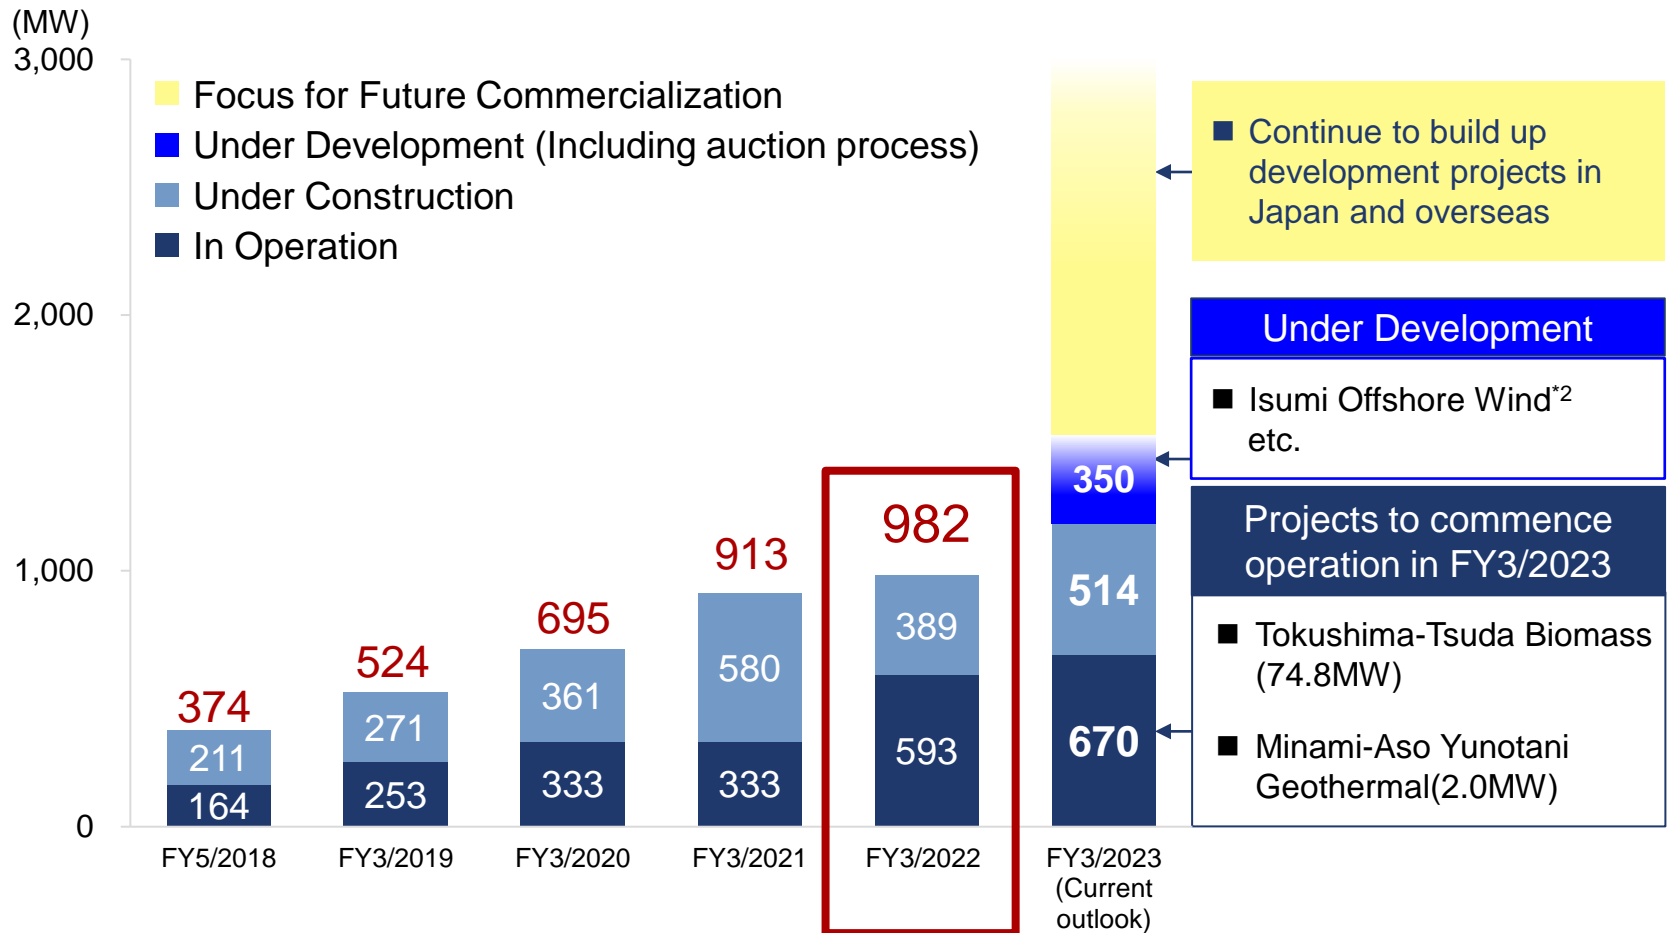 (MW)
3,000
2,000
1,000
0
Focus for Future Commercialization
Under Development (Including auction process)
Under Construction
In Operation
374
211
164
524
271
253
695
361
333
913
580
333
982
389
593
350
514
670
FY5/2018
FY3/2019
FY3/2020
FY3/2021
FY3/2022
FY3/2023
(Current
outlook)
■ Continue to build up
development projects in
Japan and overseas
Under Development
■ Isumi Offshore Wind*2
etc.
Projects to commence
operation in FY3/2023
■ Tokushima-Tsuda Biomass
(74.8MW)
■ Minami-Aso Yunotani
Geothermal(2.0MW)